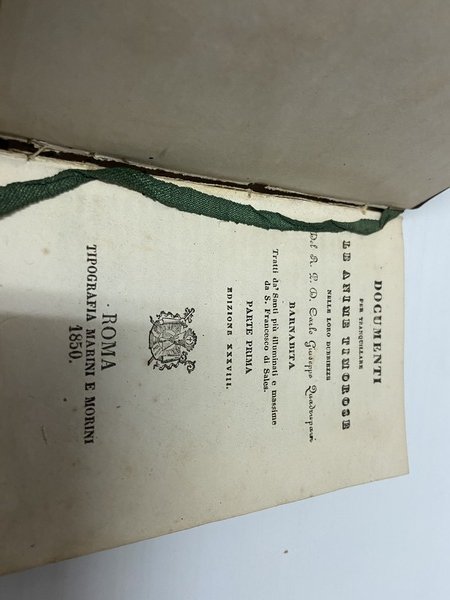 DOCUMENTI
PER TRANQUILLARE
LE ANIME TIMOROSE
NELLE LORO DUBBIEZZE
Del R. P. D. Carlo Giuseppe Quadrupani
BARNABITA
Tratti da' Santi più illuminati e massime
da S. Francesco di Sales.
PARTE PRIMA
EDIZIONE XXXVIII.
ROMA
TIPOGRAFIA MARINI E MORINI
1850.